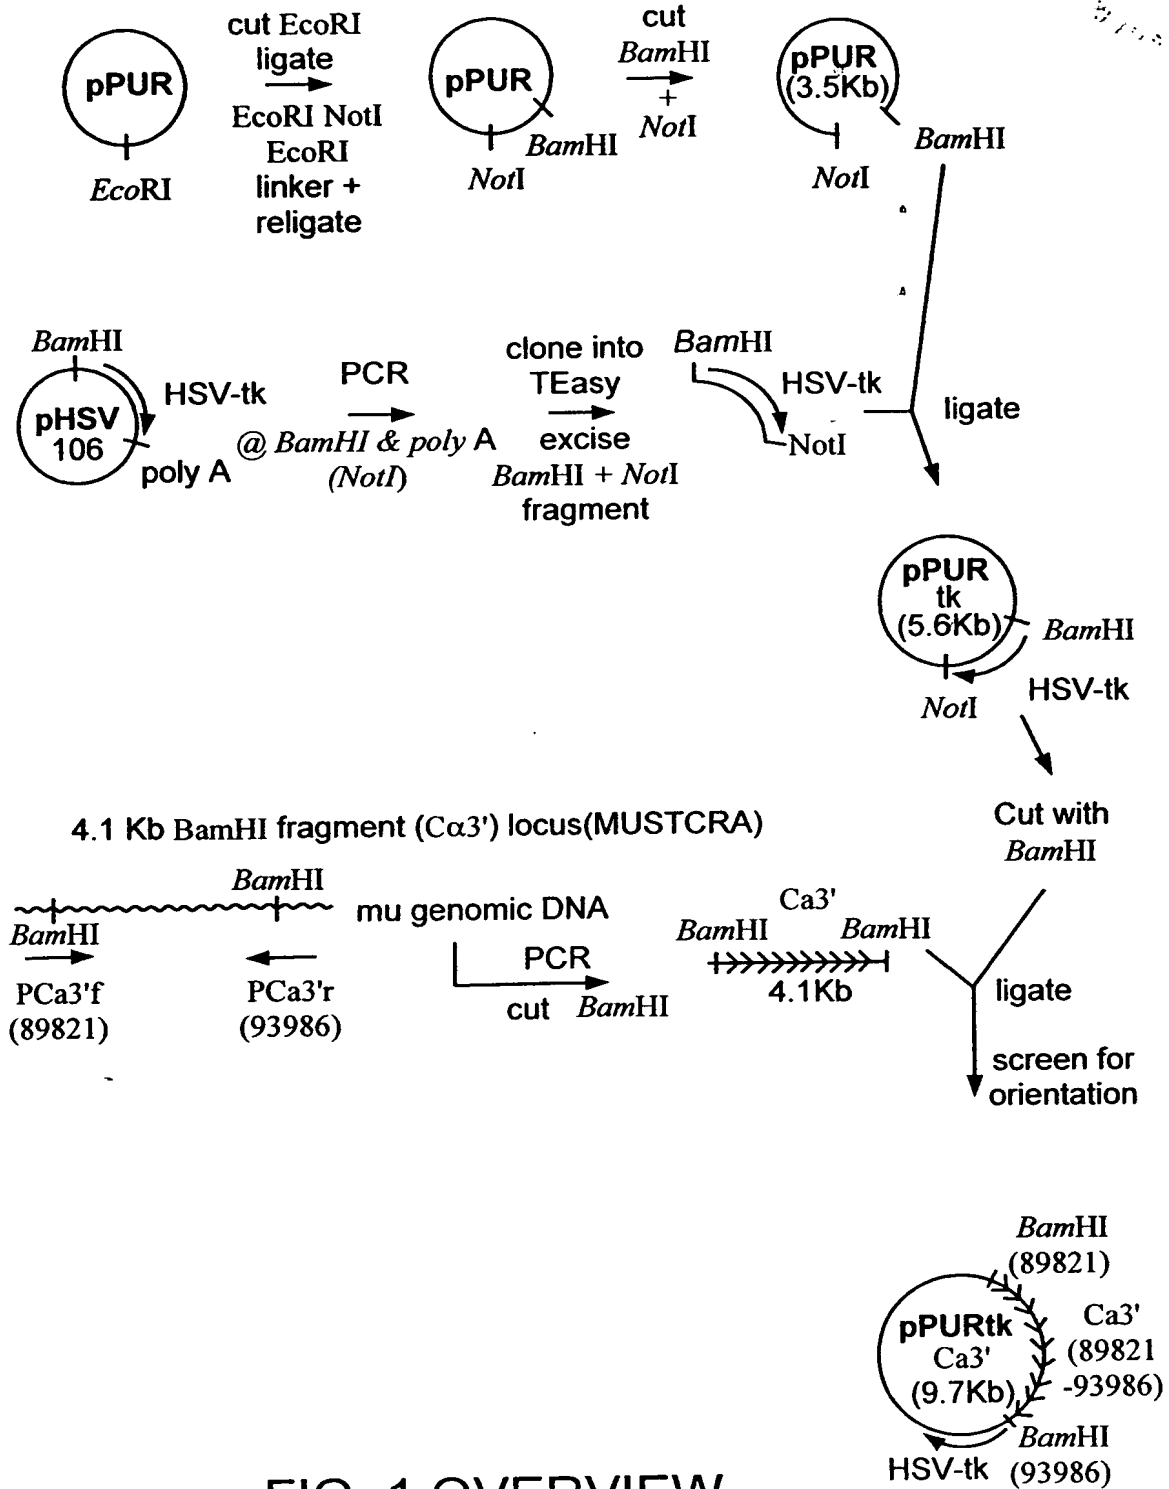 pPUR
EcoRI
cut EcoRI
ligate
EcoRI NotI
EcoRI
linker +
religate
pPUR
BamHI
NotI
cut
BamHI
+
NotI
pPUR
(3.5Kb)
BamHI
NotI
BamHI
pHSV
106
HSV-tk
poly A
PCR
@ BamHI & poly A
(NotI)
clone into
TEasy
excise
BamHI + NotI
fragment
BamHI
HSV-tk
NotI
ligate
pPUR
tk
(5.6Kb)
BamHI
HSV-tk
NotI
Cut with
BamHI
4.1 Kb BamHI fragment (Cα3') locus(MUSTCRA)
BamHI
BamHI
PCa3'f
(89821)
PCa3'r
(93986)
mu genomic DNA
PCR
cut BamHI
Ca3'
BamHI BamHI
4.1Kb
ligate
screen for
orientation
BamHI
(89821)
pPURtk
Ca3'
(9.7Kb)
Ca3'
(89821
-93986)
BamHI
(93986)
HSV-tk
FIG. 1 OVERVIEW